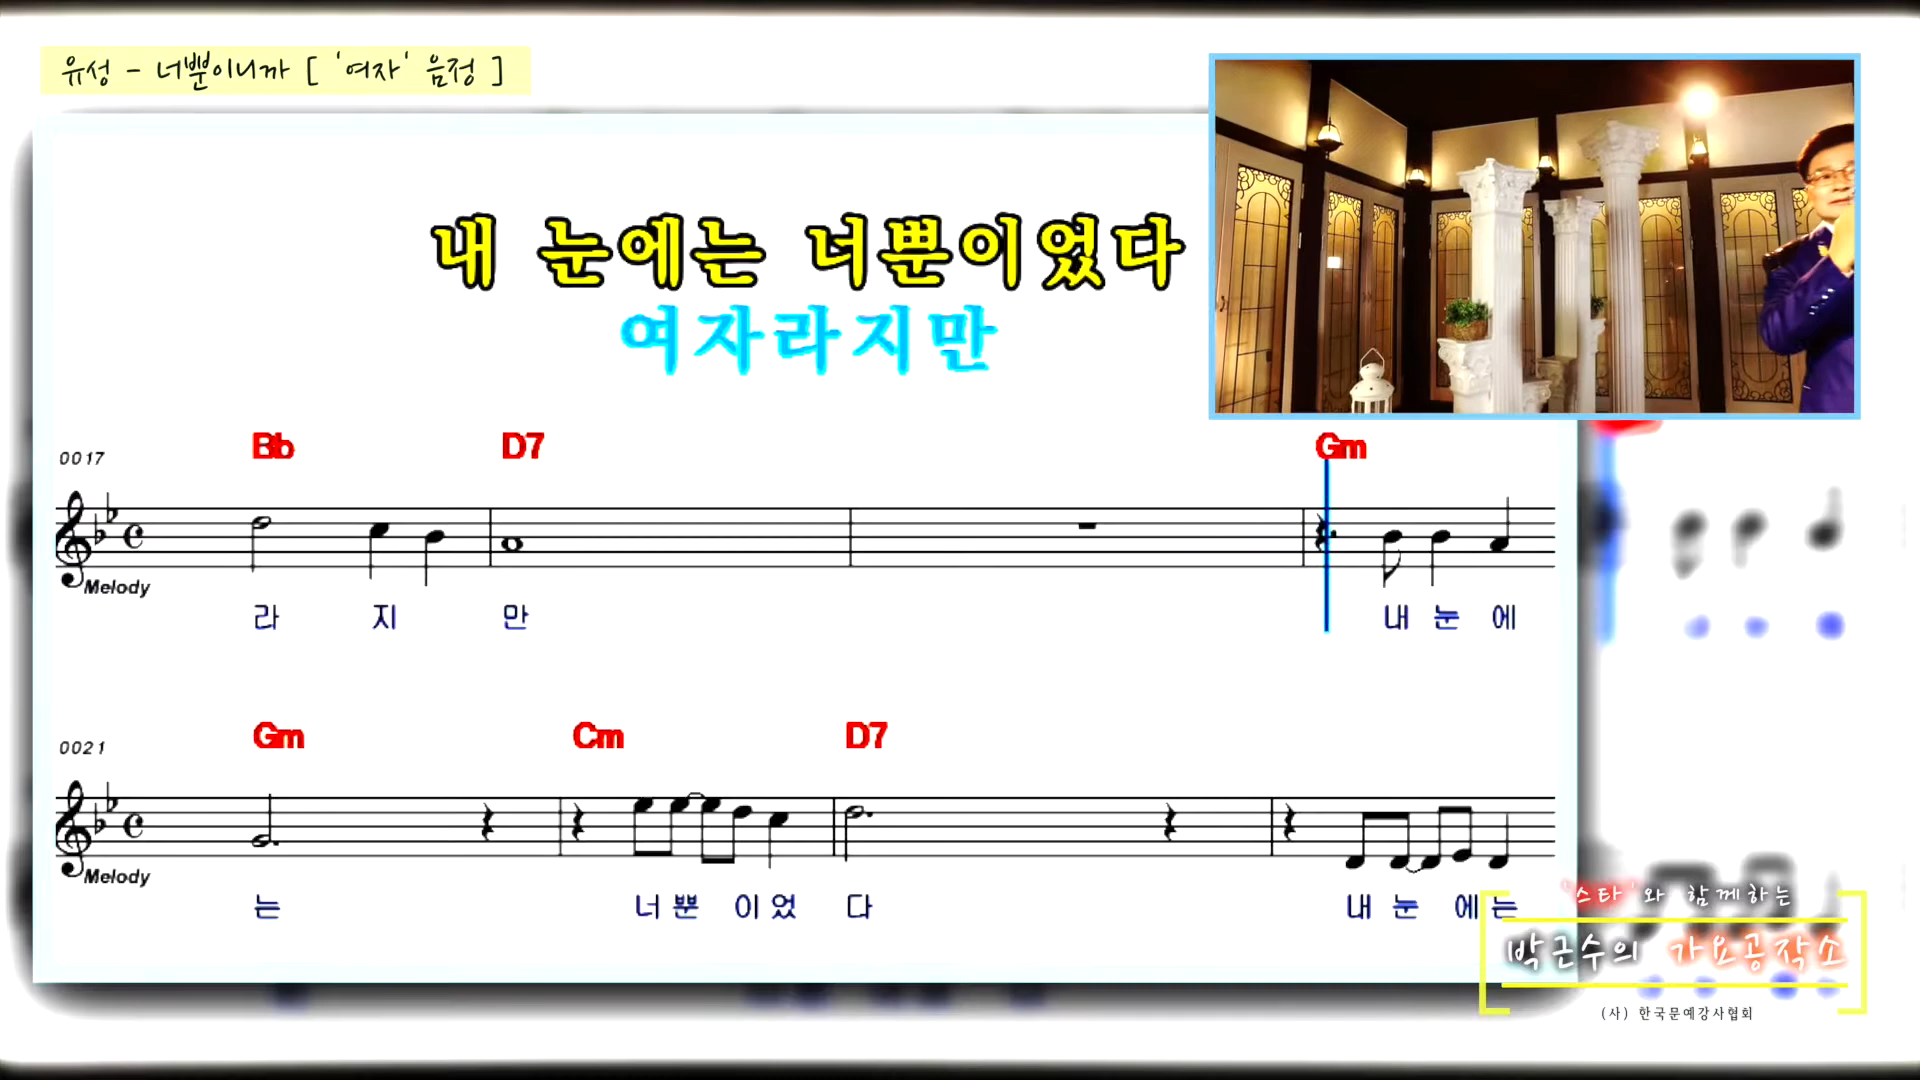 유성 - 너뿐이니까 [ '여자' 음정 ]
내 눈에는 너뿐이었다
여자라지만
0017 Bb D7 Gm
Melody
라 지 만 내 눈 에
0021 Gm Cm D7
Melody
는 너 뿐 이 었 다 내 눈 에 는
'스타'와 함께하는
박근수의 가요공작소
(사) 한국문예강사협회